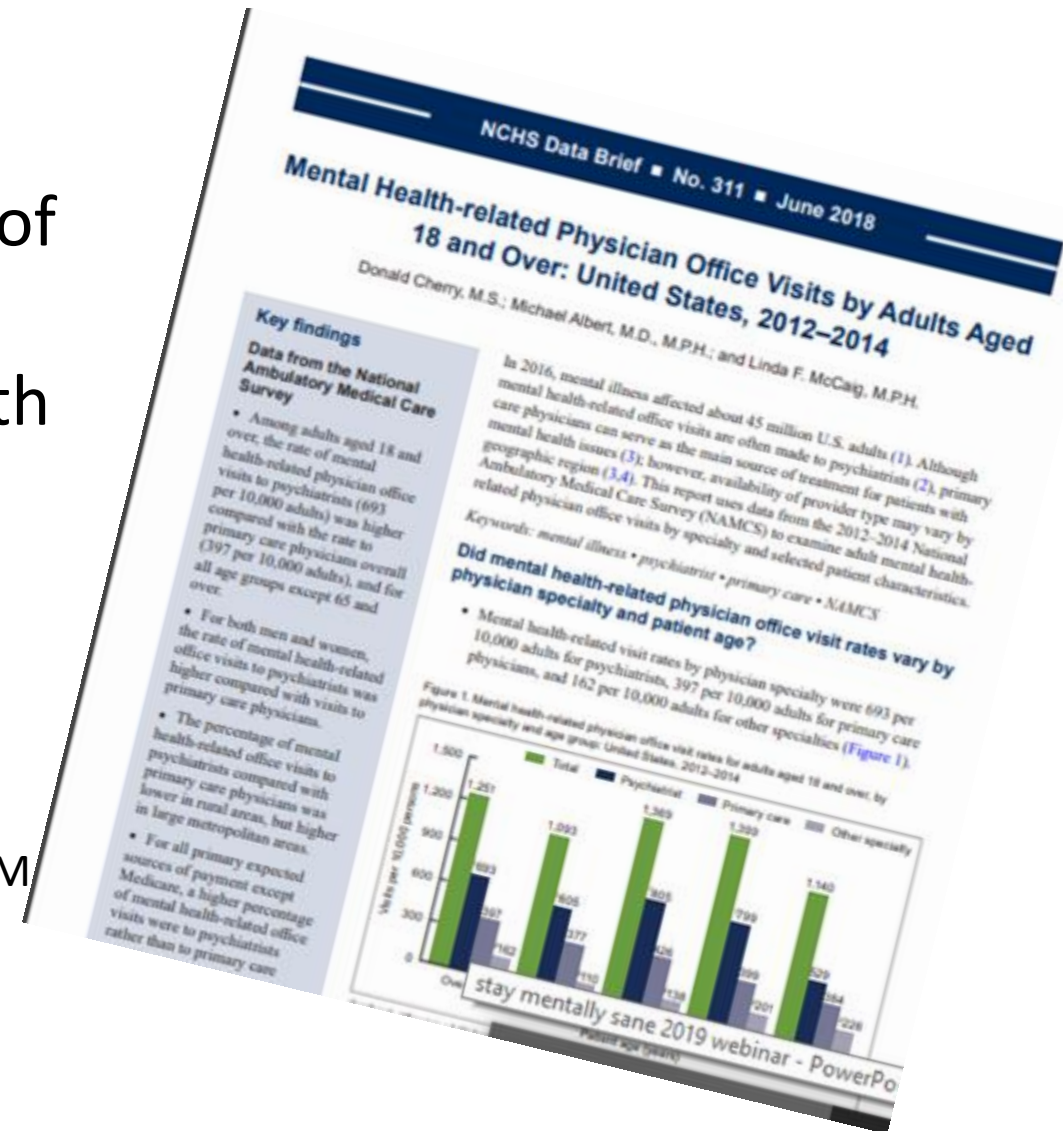 of
th
M
NCHS Data Brief ■ No. 311 ■ June 2018
Mental Health-related Physician Office Visits by Adults Aged
18 and Over: United States, 2012–2014
Donald Cherry, M.S.; Michael Albert, M.D., M.P.H.; and Linda F. McCaig, M.P.H.
Key findings
Data from the National
Ambulatory Medical Care
Survey
• Among adults aged 18 and
over, the rate of mental
health-related physician office
visits to psychiatrists (693
per 10,000 adults) was higher
compared with the rate to
primary care physicians overall
(397 per 10,000 adults), and for
all age groups except 65 and
over.
• For both men and women,
the rate of mental health-related
office visits to psychiatrists was
higher compared with visits to
primary care physicians.
• The percentage of mental
health-related office visits to
psychiatrists compared with
primary care physicians was
lower in rural areas, but higher
in large metropolitan areas.
• For all primary expected
sources of payment except
Medicare, a higher percentage
of mental health-related office
visits were to psychiatrists
rather than to primary care
In 2016, mental illness affected about 45 million U.S. adults (1). Although
mental health-related office visits are often made to psychiatrists (2), primary
care physicians can serve as the main source of treatment for patients with
mental health issues (3); however, availability of provider type may vary by
geographic region (3,4). This report uses data from the 2012–2014 National
Ambulatory Medical Care Survey (NAMCS) to examine adult mental health-
related physician office visits by specialty and selected patient characteristics.
Keywords: mental illness • psychiatrist • primary care • NAMCS
Did mental health-related physician office visit rates vary by
physician specialty and patient age?
• Mental health-related visit rates by physician specialty were 693 per
10,000 adults for psychiatrists, 397 per 10,000 adults for primary care
physicians, and 162 per 10,000 adults for other specialties (Figure 1).
Figure 1. Mental health-related physician office visit rates for adults aged 18 and over, by
physician specialty and age group: United States, 2012–2014
Total Psychiatrist Primary care Other specialty
Visits per 10,000 persons
1,500
1,200
900
600
300
0
1,251 693 397 162
1,093 605 377 110
1,369 805 426 138
1,399 799 399 201
1,140 529 384 226
Ove
stay mentally sane 2019 webinar - PowerPo
Patient age (years)